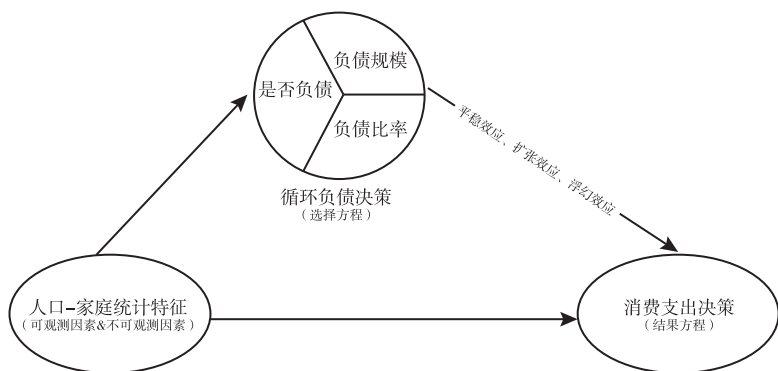 负债规模
是否负债
负债比率
循环负债决策
（选择方程）
平稳效应、扩张效应、浮幻效应
人口-家庭统计特征
（可观测因素&不可观测因素）
消费支出决策
（结果方程）